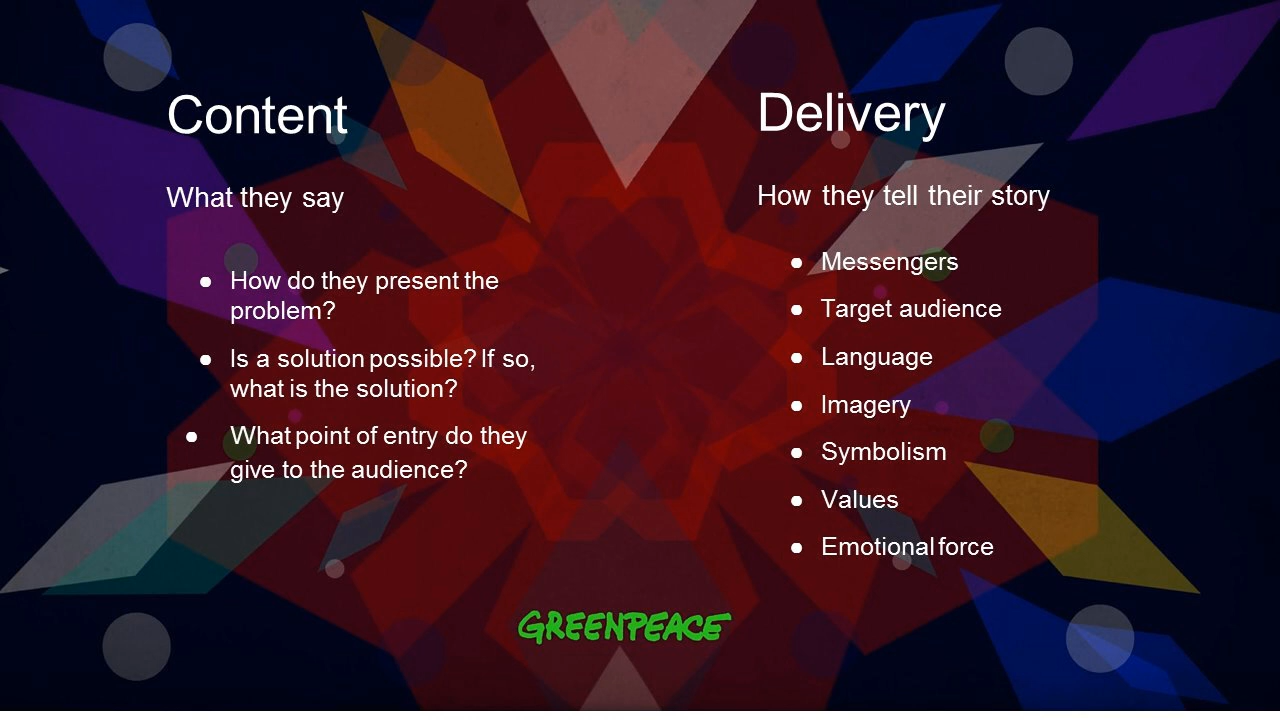 Content
What they say
● How do they present the
problem?
● Is a solution possible? If so,
what is the solution?
● What point of entry do they
give to the audience?
Delivery
How they tell their story
● Messengers
● Target audience
● Language
● Imagery
● Symbolism
● Values
● Emotional force
GREENPEACE